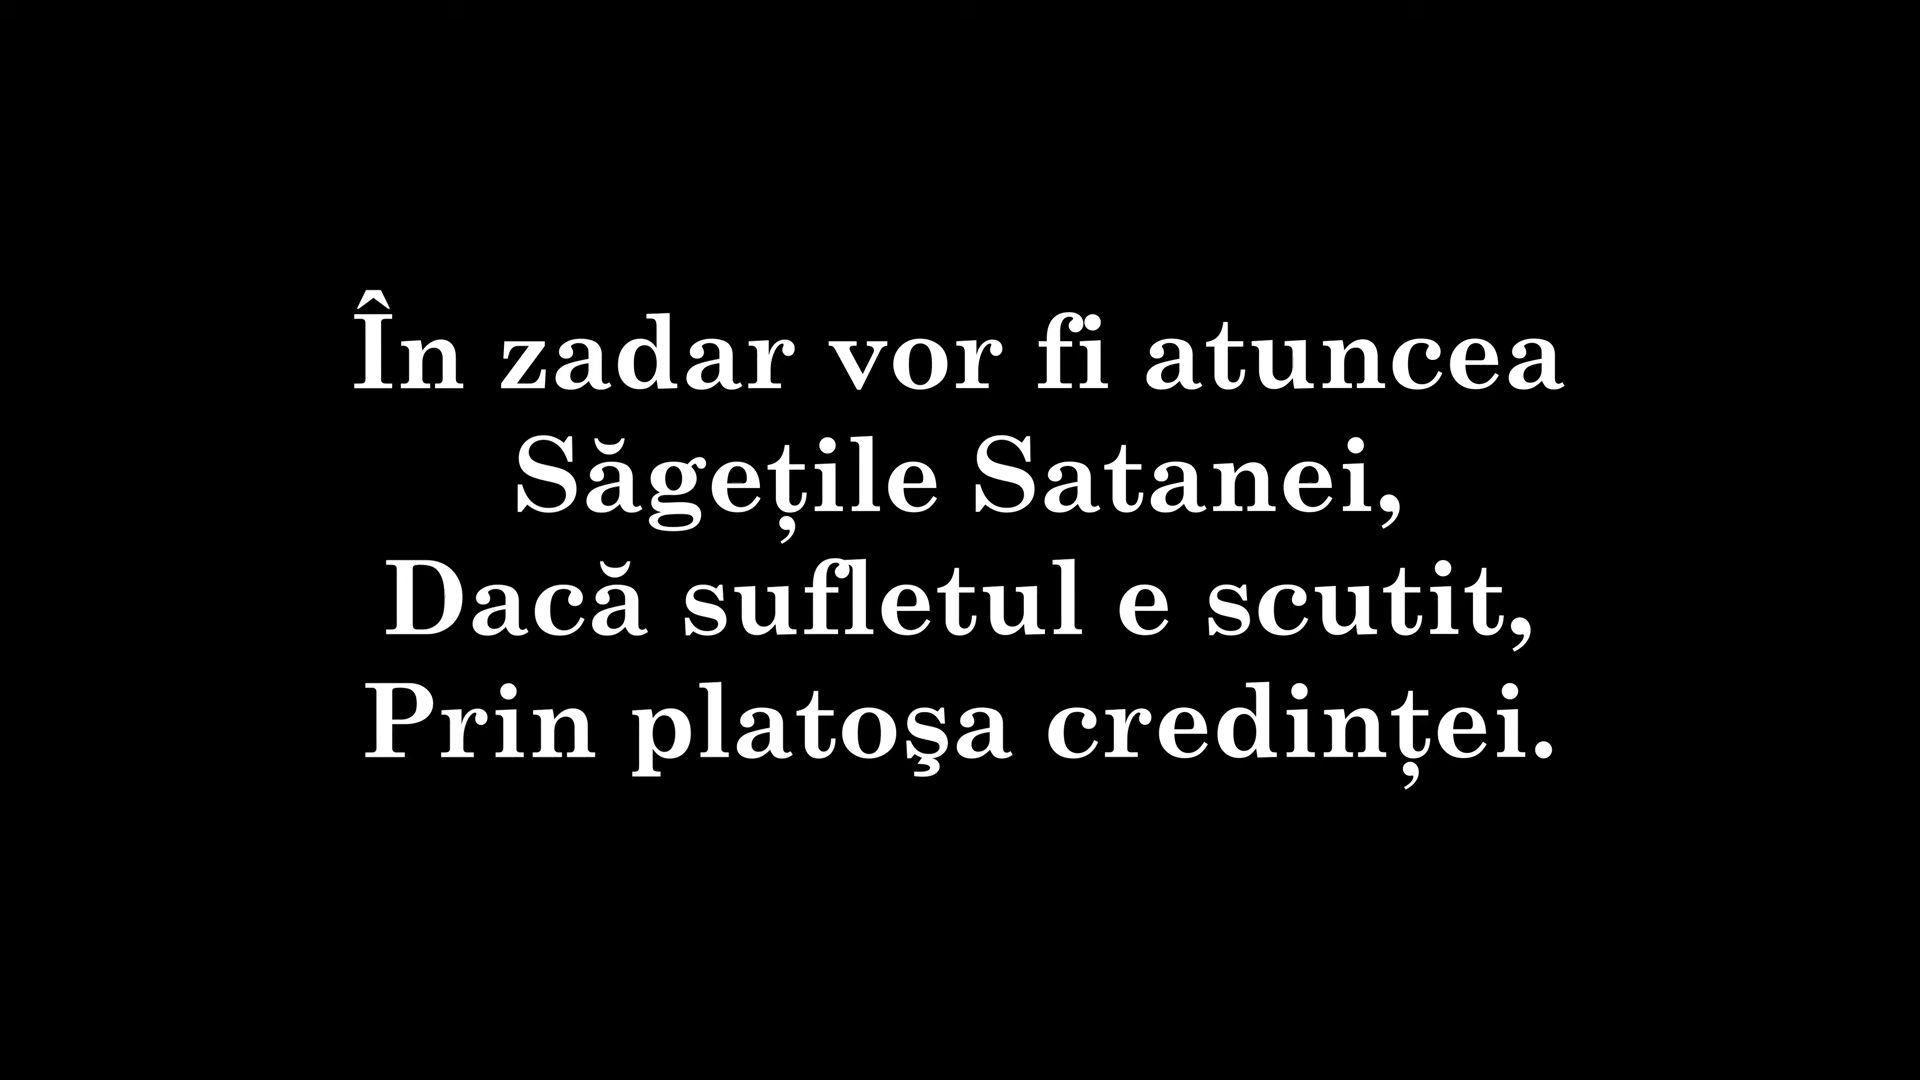 În zadar vor fi atuncea
Săgețile Satanei,
Dacă sufletul e scutit,
Prin platoşa credinței.